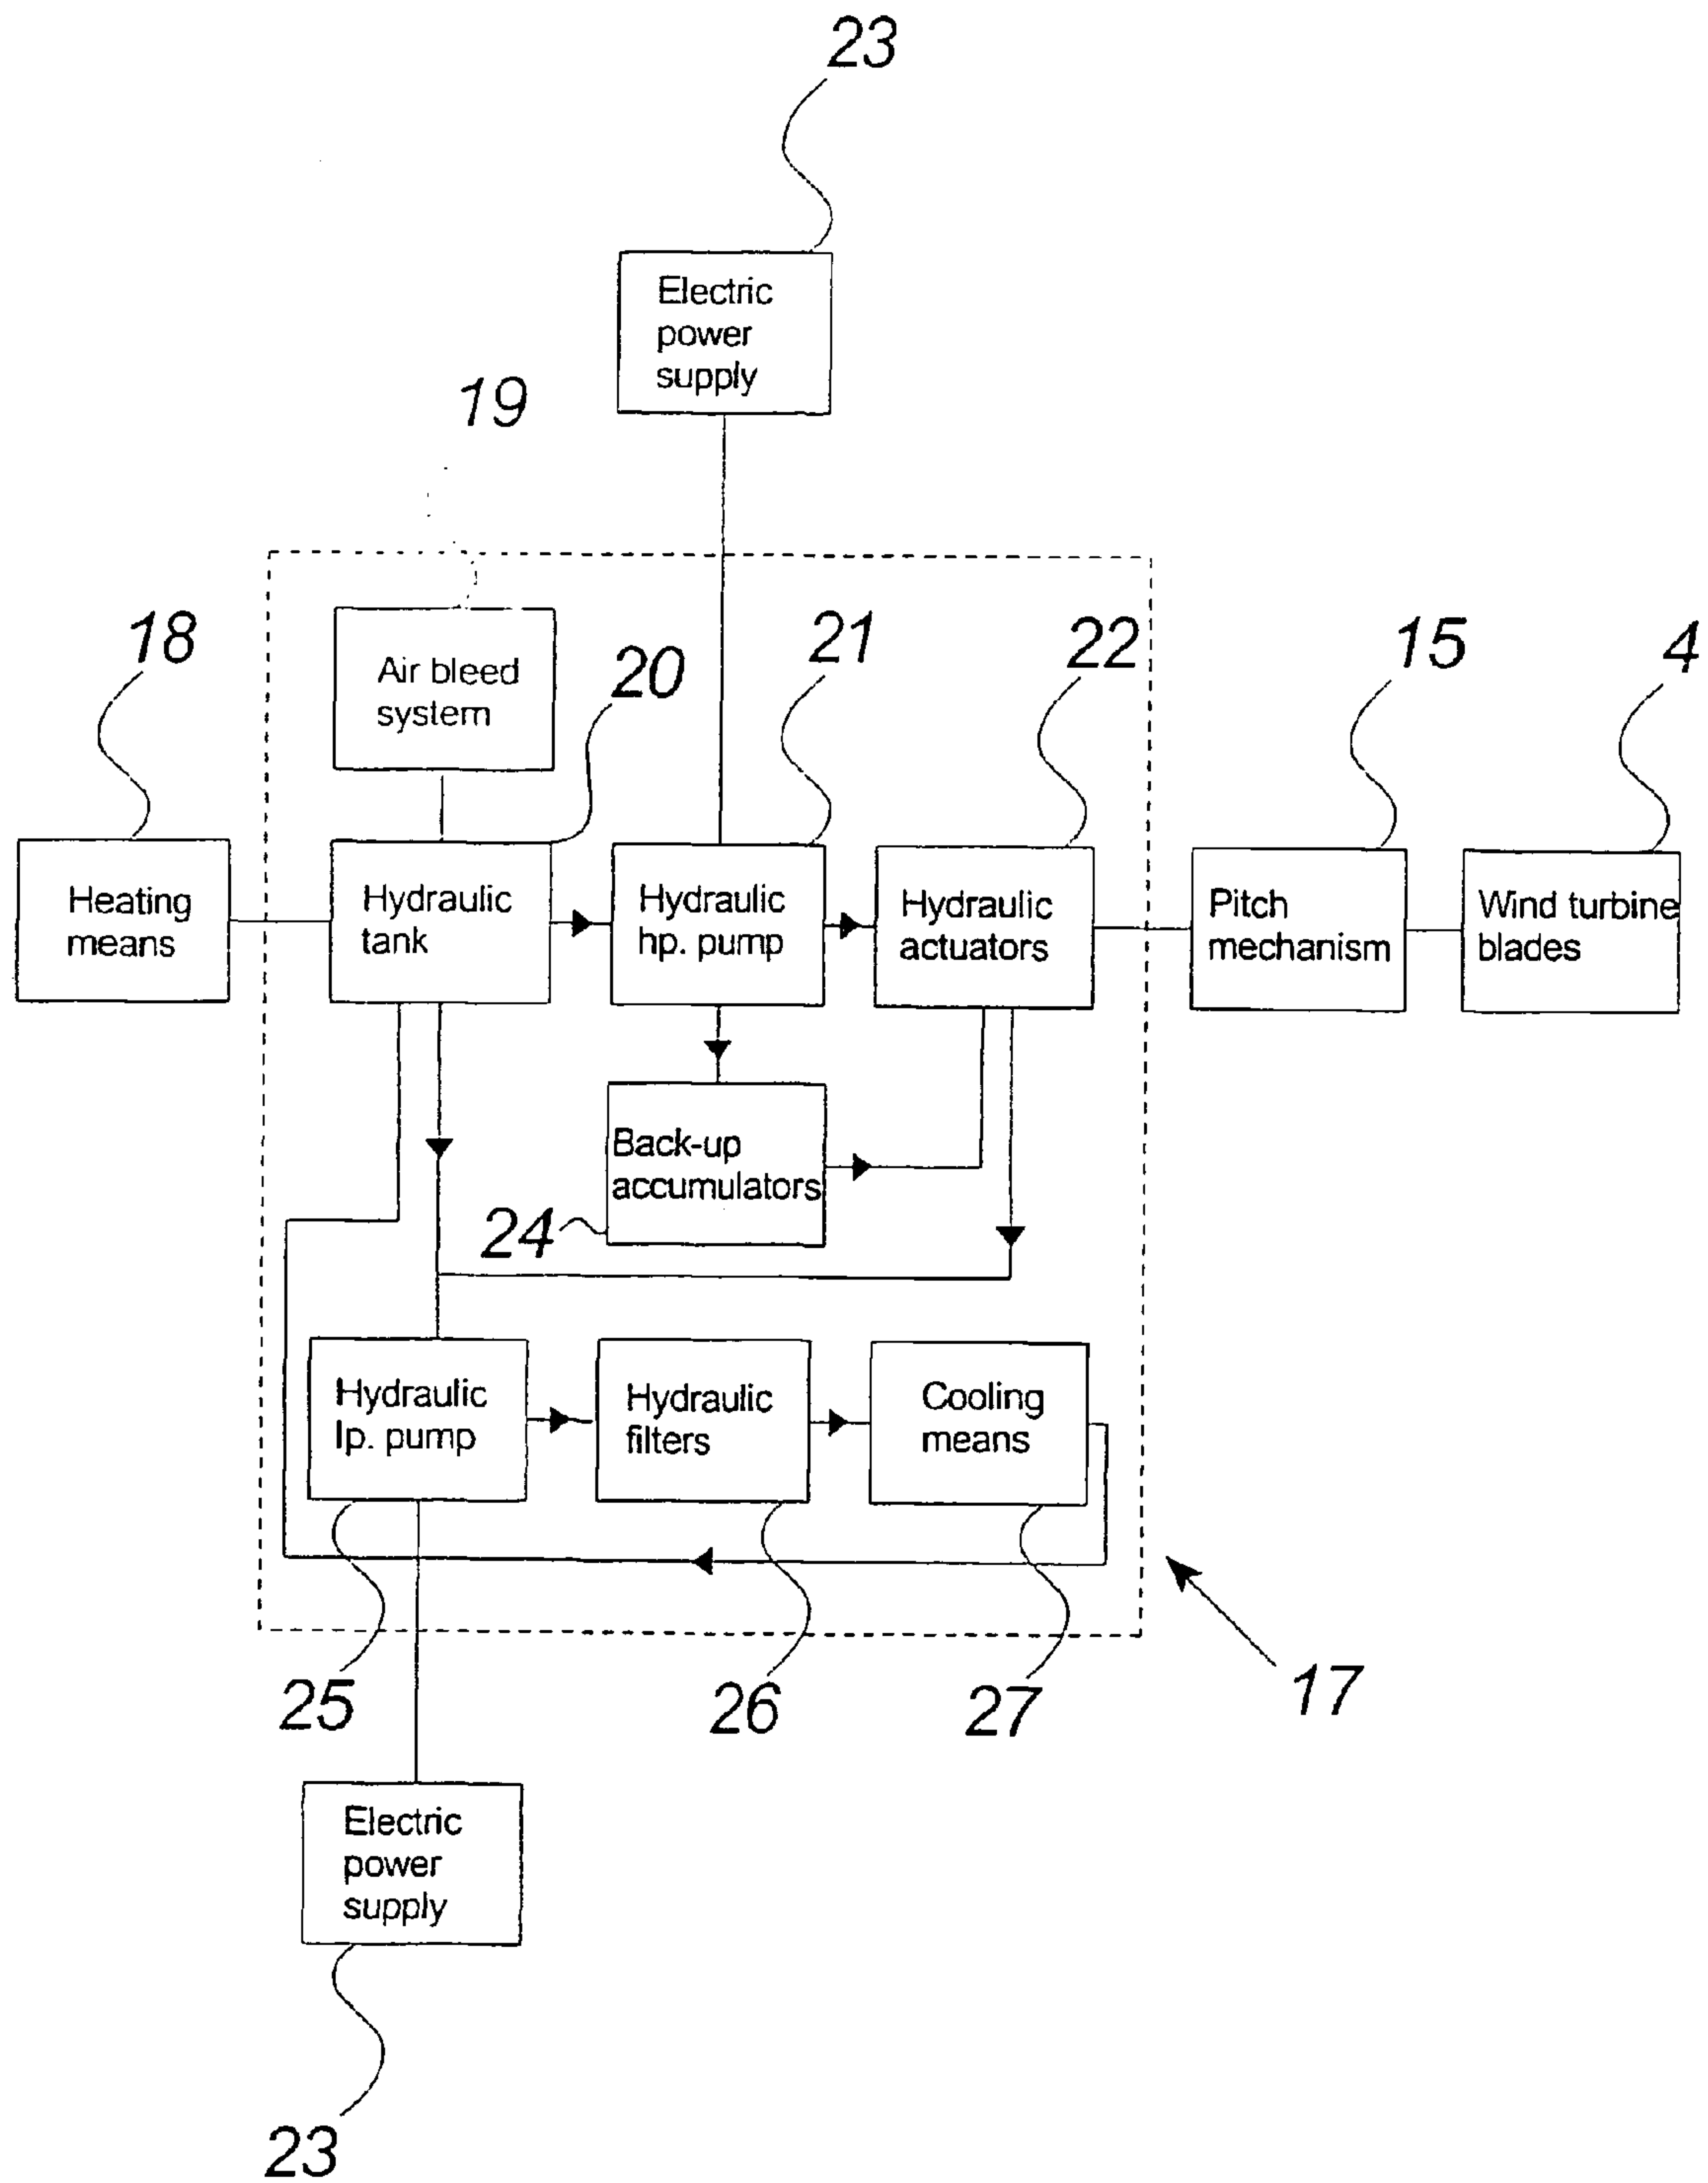 23
Electric
power
supply
19
18
Air bleed
system
20
21
22
15
4
Heating
means
Hydraulic
tank
Hydraulic
hp. pump
Hydraulic
actuators
Pitch
mechanism
Wind turbine
blades
Back-up
accumulators
24
Hydraulic
lp. pump
Hydraulic
filters
Cooling
means
25
26
27
17
Electric
power
supply
23